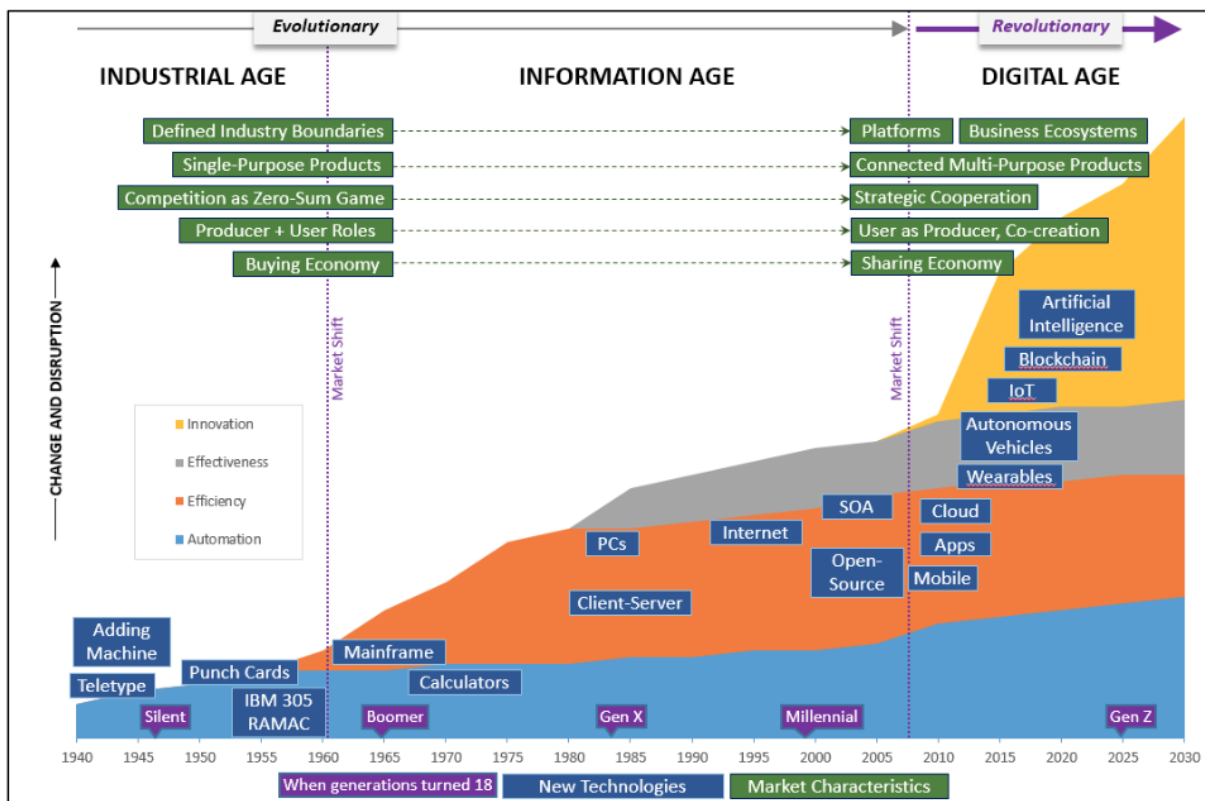 Evolutionary
Revolutionary
INDUSTRIAL AGE
INFORMATION AGE
DIGITAL AGE
Defined Industry Boundaries
Platforms
Business Ecosystems
Single-Purpose Products
Connected Multi-Purpose Products
Competition as Zero-Sum Game
Strategic Cooperation
Producer + User Roles
User as Producer, Co-creation
Buying Economy
Sharing Economy
CHANGE AND DISRUPTION
Market Shift
Market Shift
Artificial
Intelligence
Blockchain
IoT
Autonomous
Vehicles
Wearables
Innovation
Effectiveness
Efficiency
Automation
SOA
Cloud
PCs
Internet
Apps
Open-
Source
Mobile
Client-Server
Adding
Machine
Teletype
Punch Cards
IBM 305
RAMAC
Mainframe
Calculators
Silent
Boomer
Gen X
Millennial
Gen Z
1940 1945 1950 1955 1960 1965 1970 1975 1980 1985 1990 1995 2000 2005 2010 2015 2020 2025 2030
When generations turned 18
New Technologies
Market Characteristics